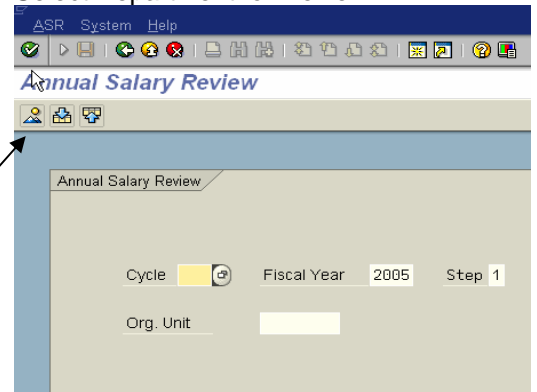 ASR System Help
Annual Salary Review
Annual Salary Review
Cycle Fiscal Year 2005 Step 1
Org. Unit